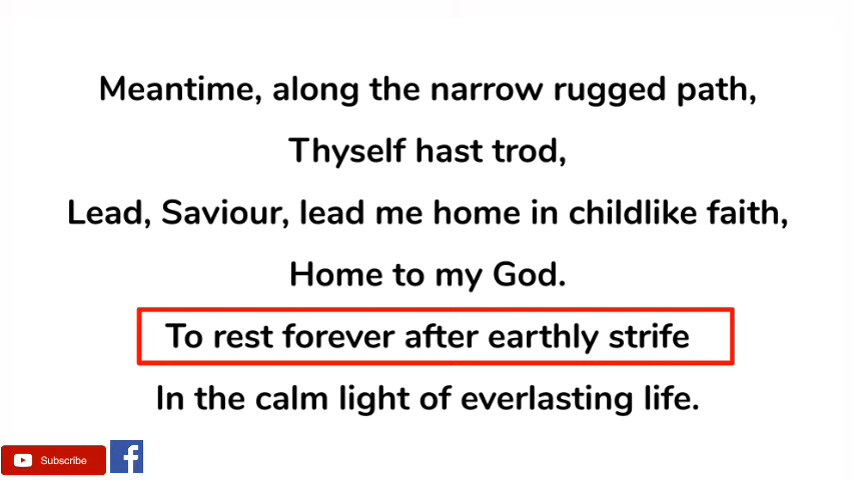 Meantime, along the narrow rugged path,
Thyself hast trod,
Lead, Saviour, lead me home in childlike faith,
Home to my God.
To rest forever after earthly strife
In the calm light of everlasting life.
Subscribe